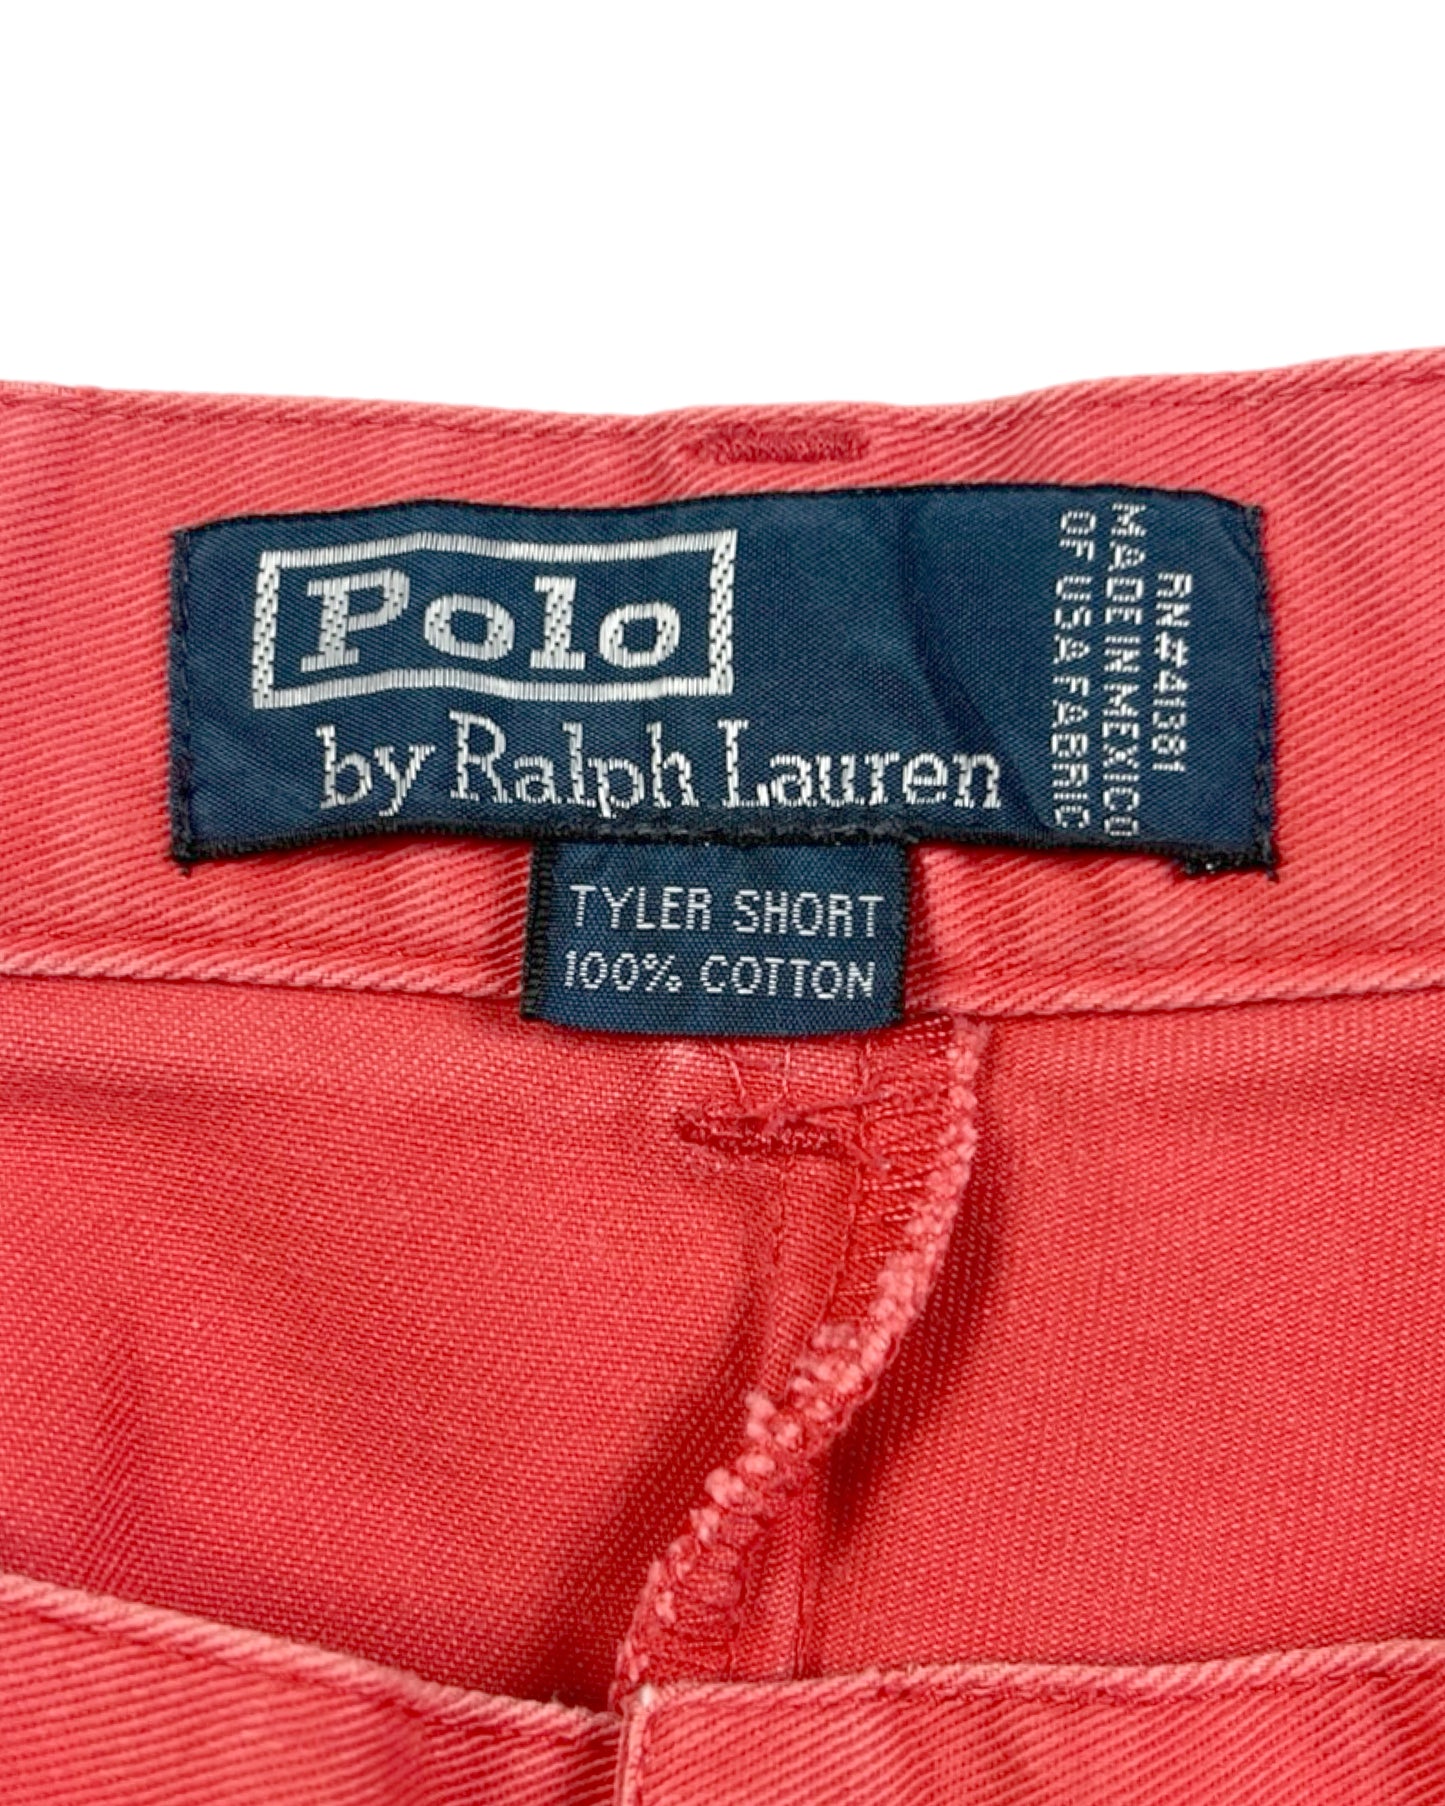 Polo
by Ralph Lauren
RN#41381
MADE IN MEXICO
OF USA FABRIC
TYLER SHORT
100% COTTON